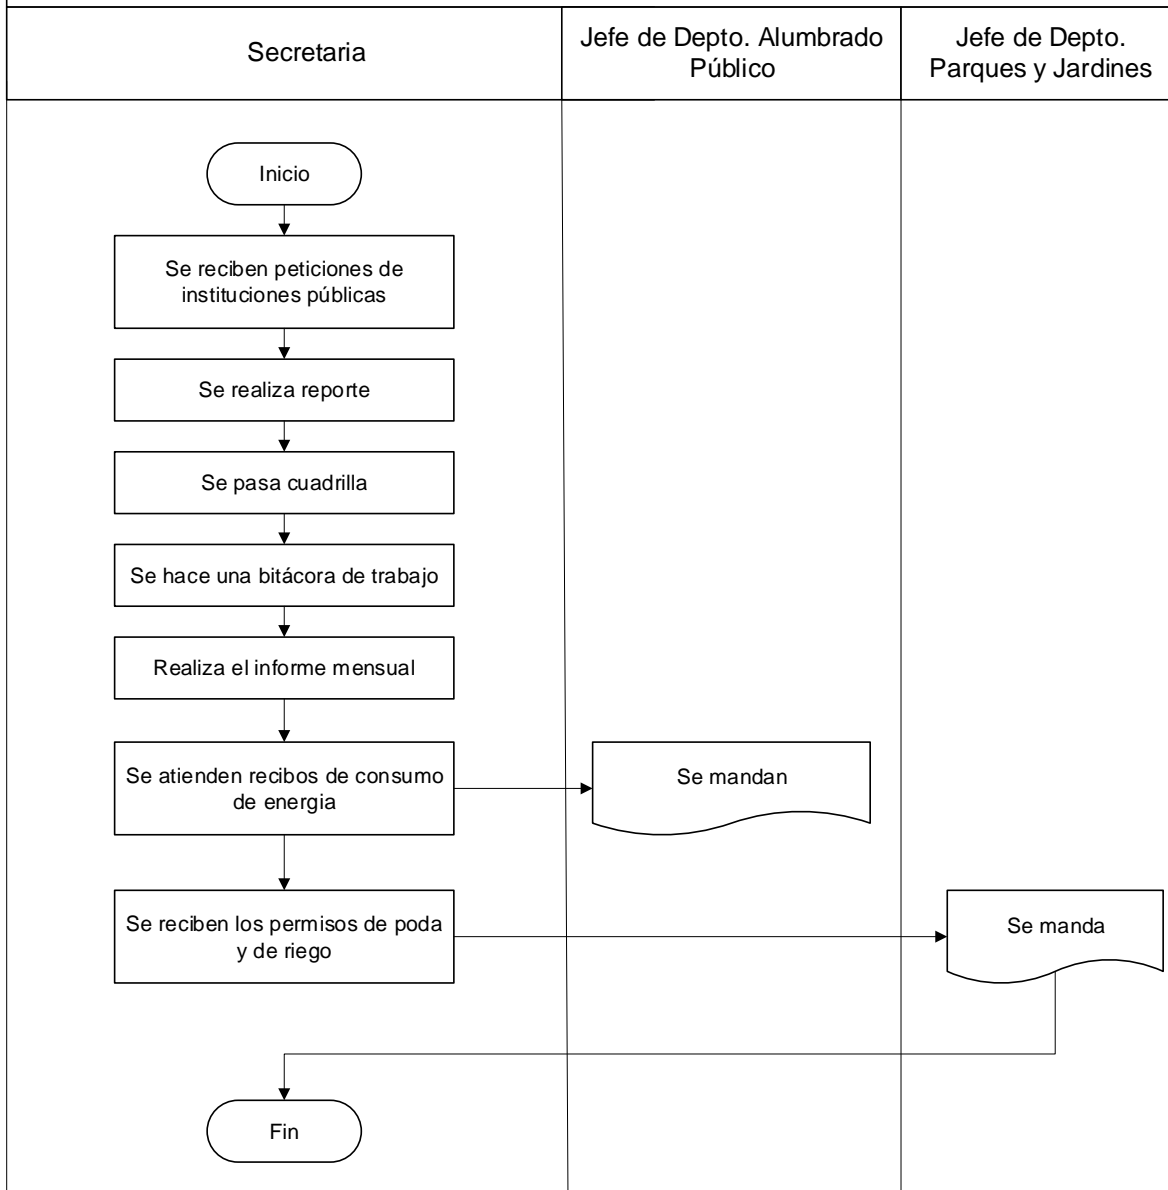 Secretaria
Jefe de Depto. Alumbrado
Público
Jefe de Depto.
Parques y Jardines
Inicio
Se reciben peticiones de
instituciones públicas
Se realiza reporte
Se pasa cuadrilla
Se hace una bitácora de trabajo
Realiza el informe mensual
Se atienden recibos de consumo
de energia
Se mandan
Se reciben los permisos de poda
y de riego
Se manda
Fin